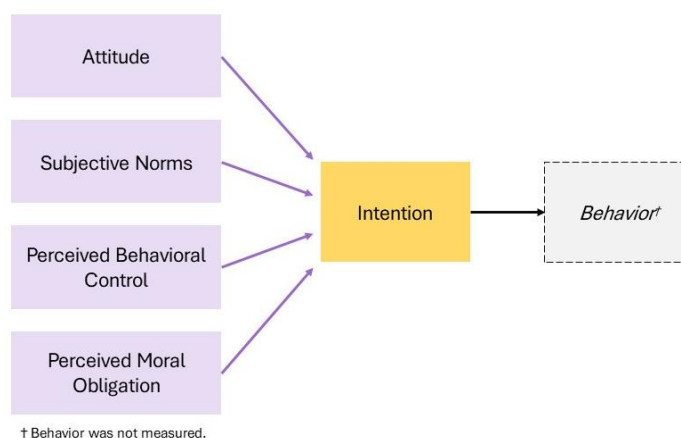 Attitude
Subjective Norms
Perceived Behavioral
Control
Perceived Moral
Obligation
Intention
Behavior†
† Behavior was not measured.